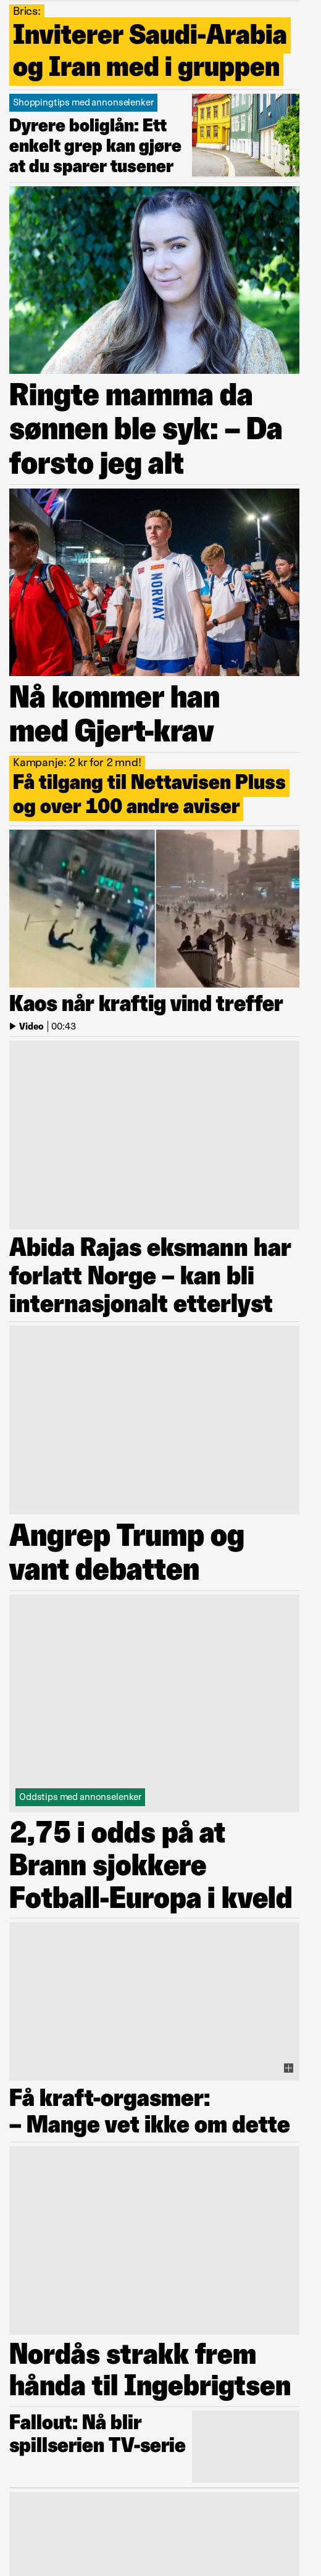 Brics:
Inviterer Saudi-Arabia
og Iran med i gruppen
Shoppingtips med annonselenker
Dyrere boliglån: Ett
enkelt grep kan gjøre
at du sparer tusener
Ringte mamma da
sønnen ble syk: – Da
forsto jeg alt
NORWAY
Nå kommer han
med Gjert-krav
Kampanje: 2 kr for 2 mnd!
Få tilgang til Nettavisen Pluss
og over 100 andre aviser
Kaos når kraftig vind treffer
Video | 00:43
Abida Rajas eksmann har
forlatt Norge – kan bli
internasjonalt etterlyst
Angrep Trump og
vant debatten
Oddstips med annonselenker
2,75 i odds på at
Brann sjokkere
Fotball-Europa i kveld
Få kraft-orgasmer:
– Mange vet ikke om dette
Nordås strakk frem
hånda til Ingebrigtsen
Fallout: Nå blir
spillserien TV-serie